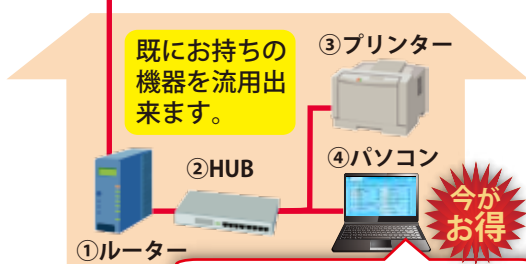 既にお持ちの
機器を流用出
来ます。
③プリンター
②HUB
④パソコン
今が
お得
①ルーター